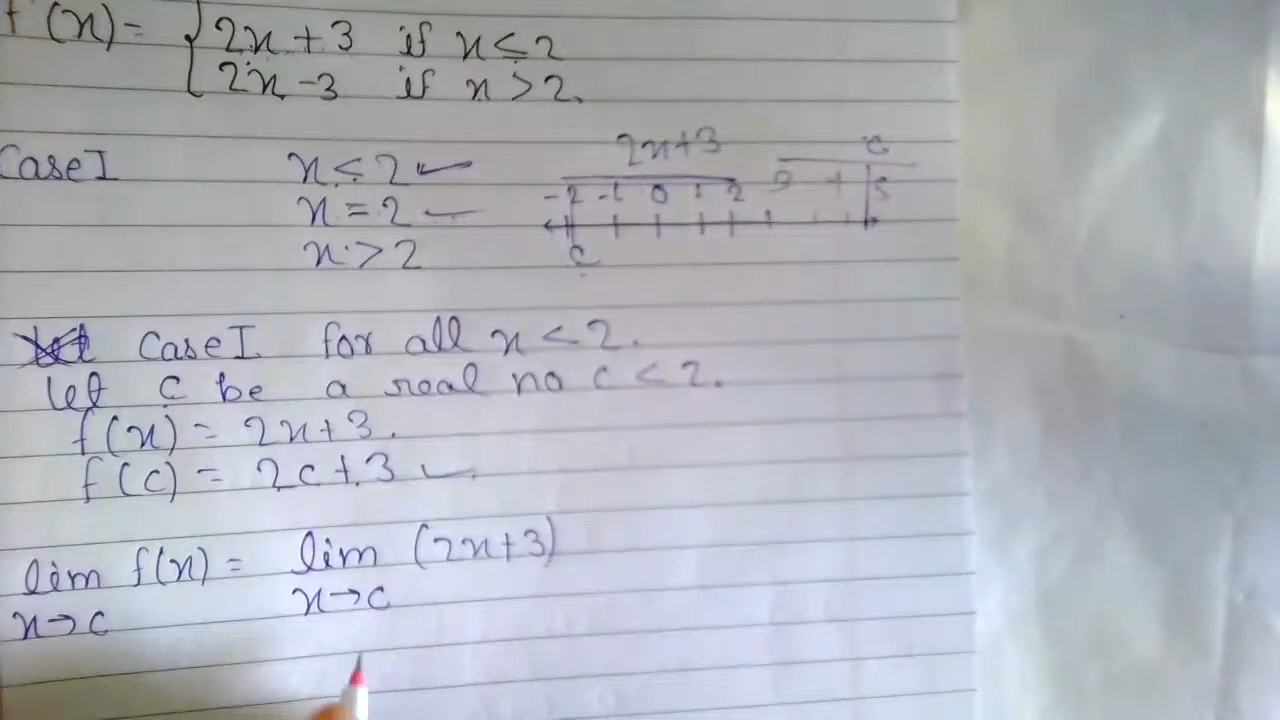 f(x) = { 2x + 3 if x ≤ 2
2x - 3 if x > 2.
Case I
x ≤ 2
x = 2
x > 2
2x+3
c
-2 -1 0 1 2 5
c
Case I for all x < 2.
Let c be a real no c < 2.
f(x) = 2x+3.
f(c) = 2c+3
lim f(x) = lim (2x+3)
x→c x→c